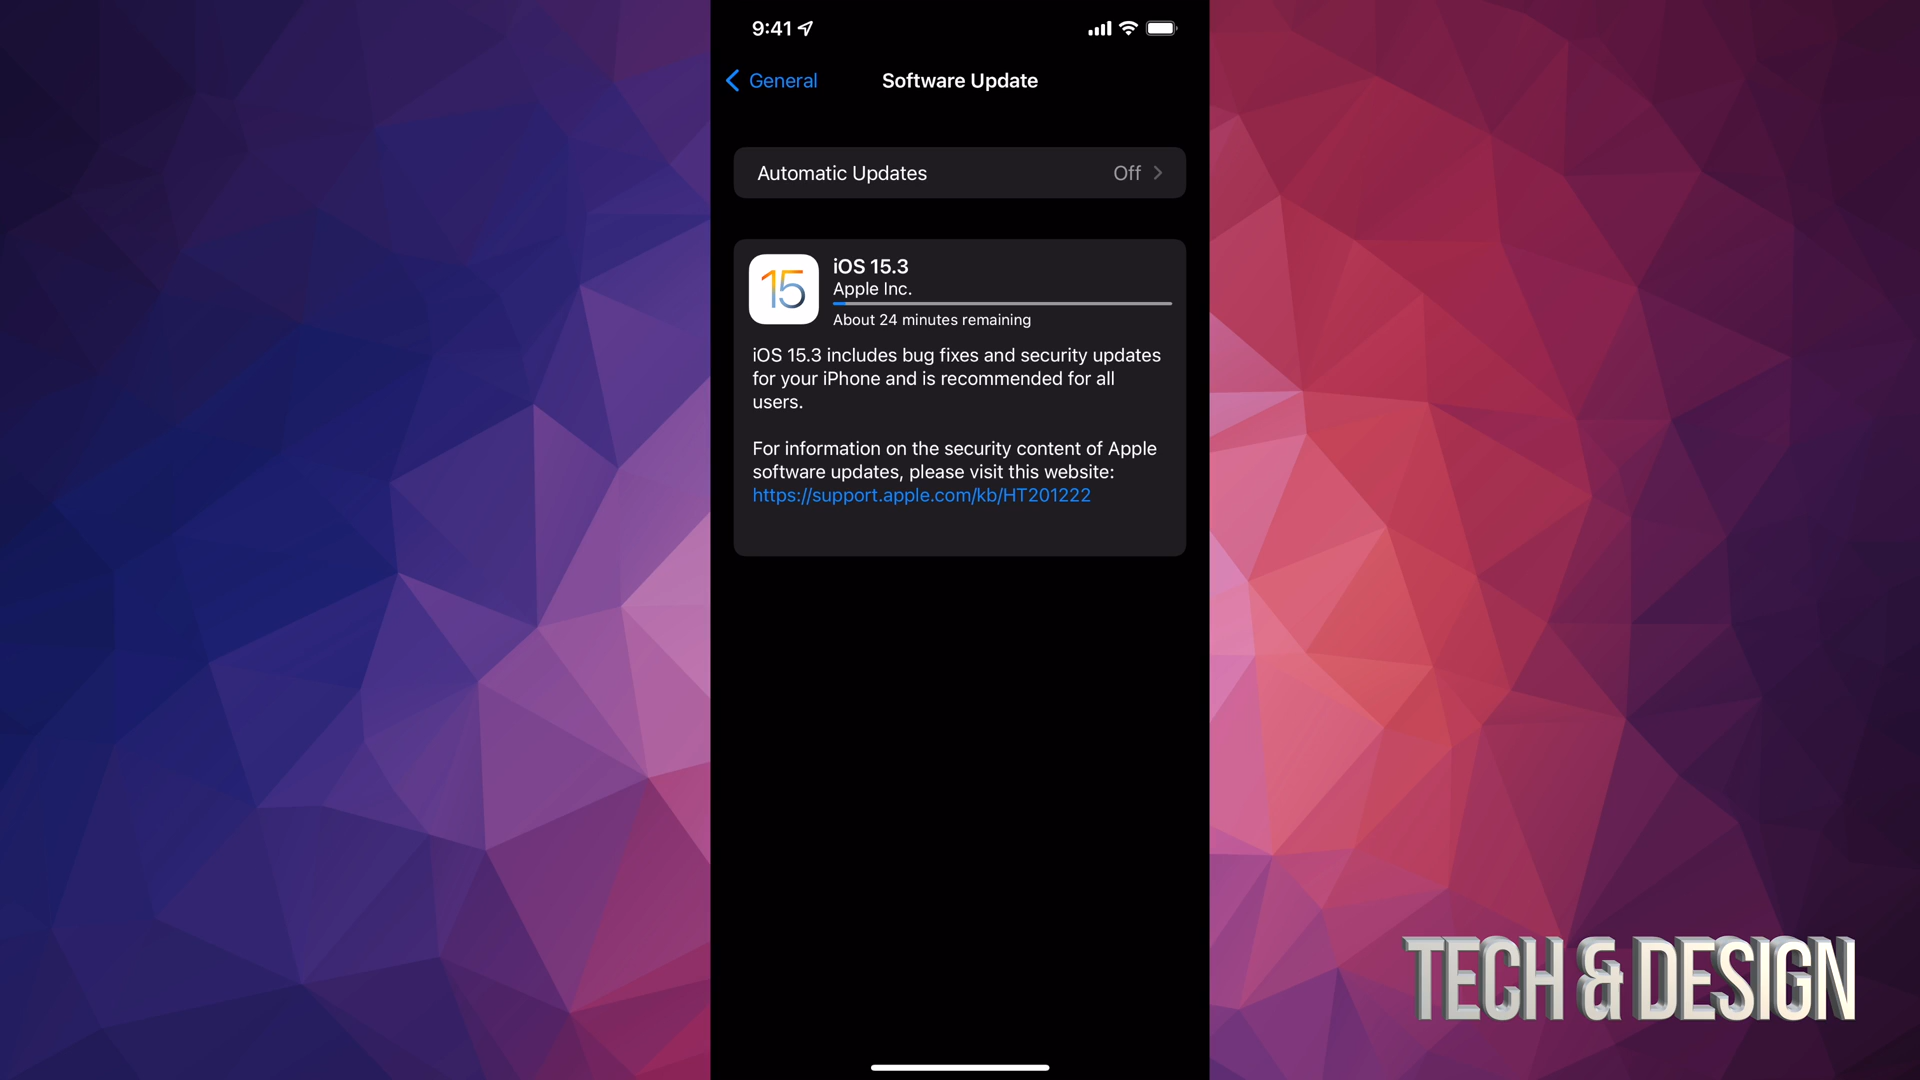 9:41
General
Software Update
Automatic Updates
Off
15
iOS 15.3
Apple Inc.
About 24 minutes remaining
iOS 15.3 includes bug fixes and security updates
for your iPhone and is recommended for all
users.
For information on the security content of Apple
software updates, please visit this website:
https://support.apple.com/kb/HT201222
TECH & DESIGN